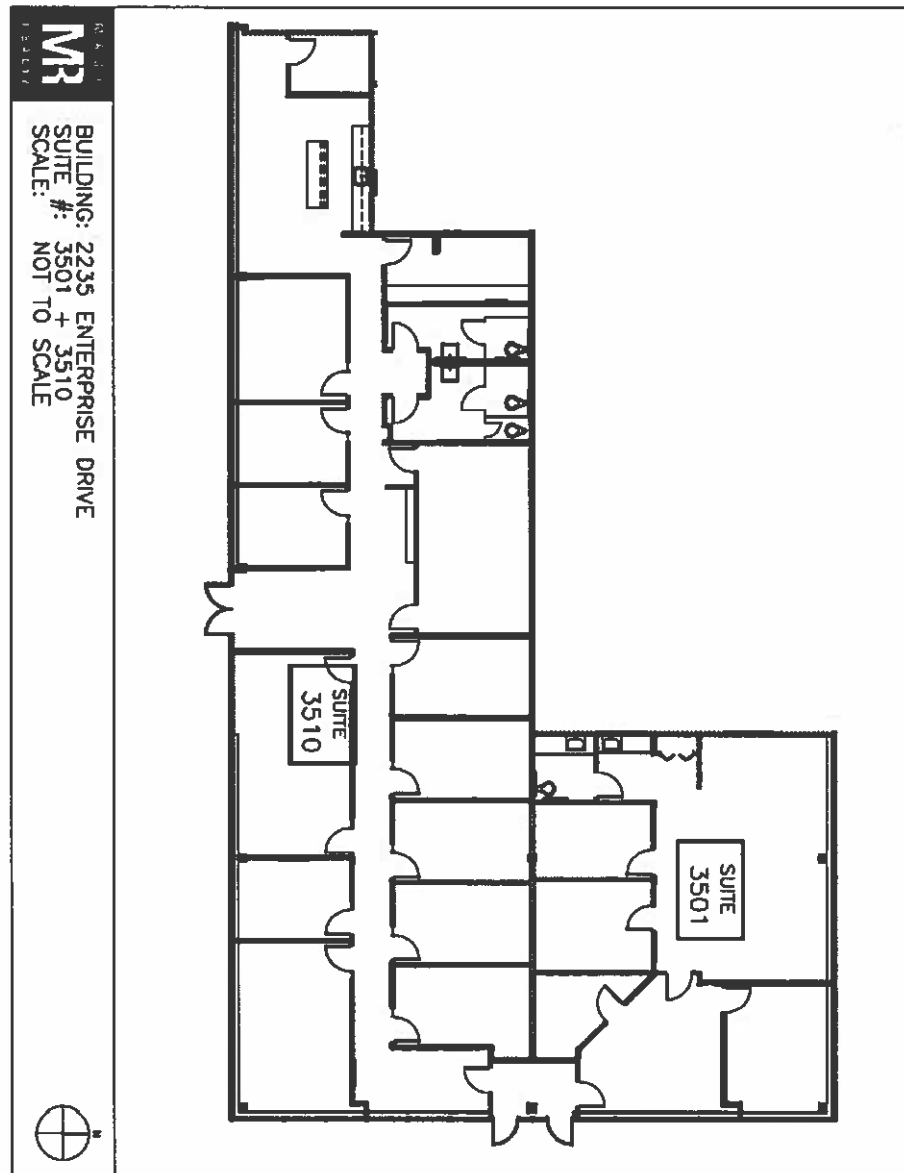 MR
BUILDING: 2235 ENTERPRISE DRIVE
SUITE #: 3501 + 3510
SCALE: NOT TO SCALE
SUITE
3510
SUITE
3501
N